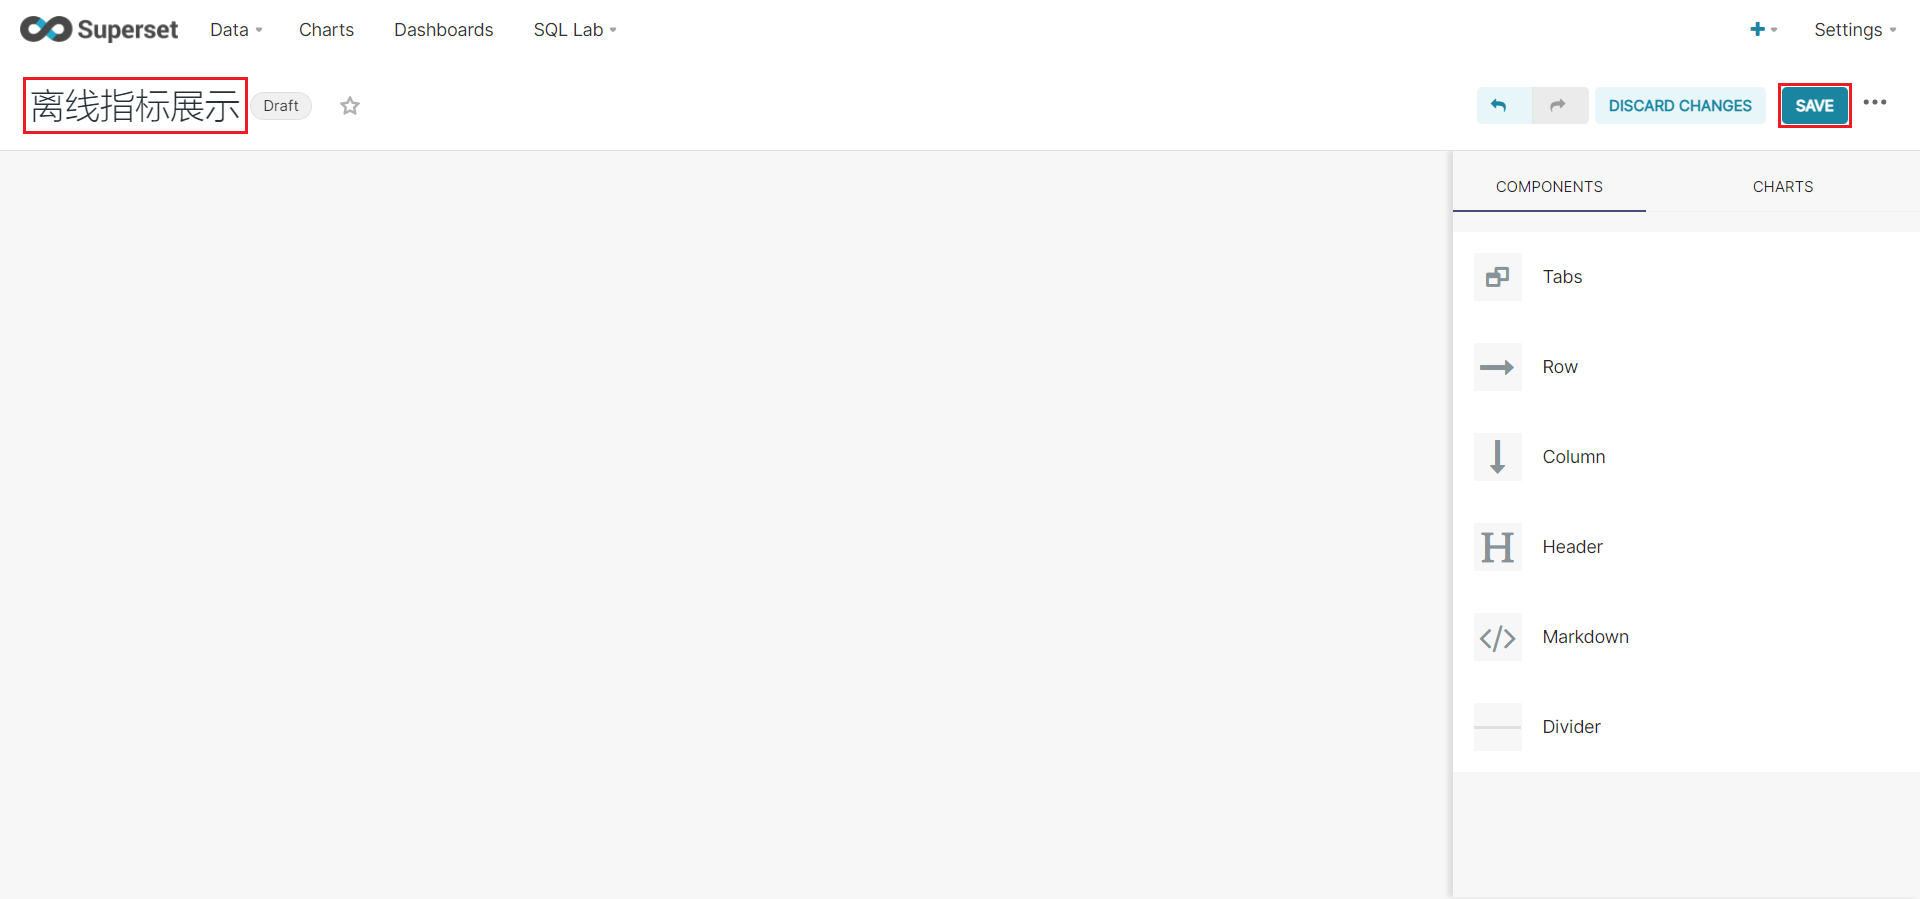 Superset Data Charts Dashboards SQL Lab Settings
离线指标展示 Draft DISCARD CHANGES SAVE
COMPONENTS CHARTS
Tabs
Row
Column
Header
Markdown
Divider